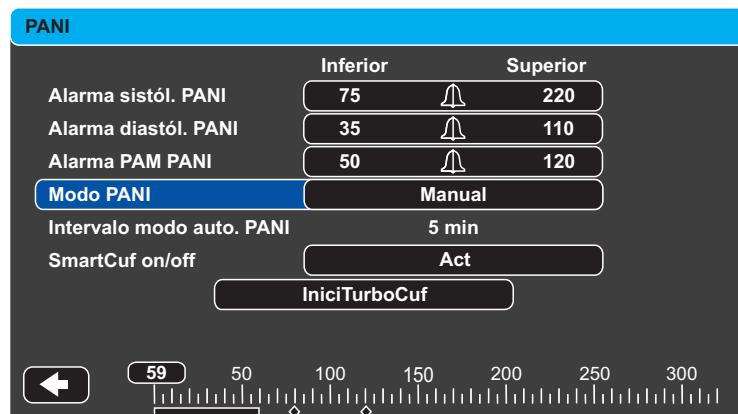 PANI
Inferior Superior
Alarma sistól. PANI 75 220
Alarma diastól. PANI 35 110
Alarma PAM PANI 50 120
Modo PANI Manual
Intervalo modo auto. PANI 5 min
SmartCuf on/off Act
IniciTurboCuf
59 50 100 150 200 250 300